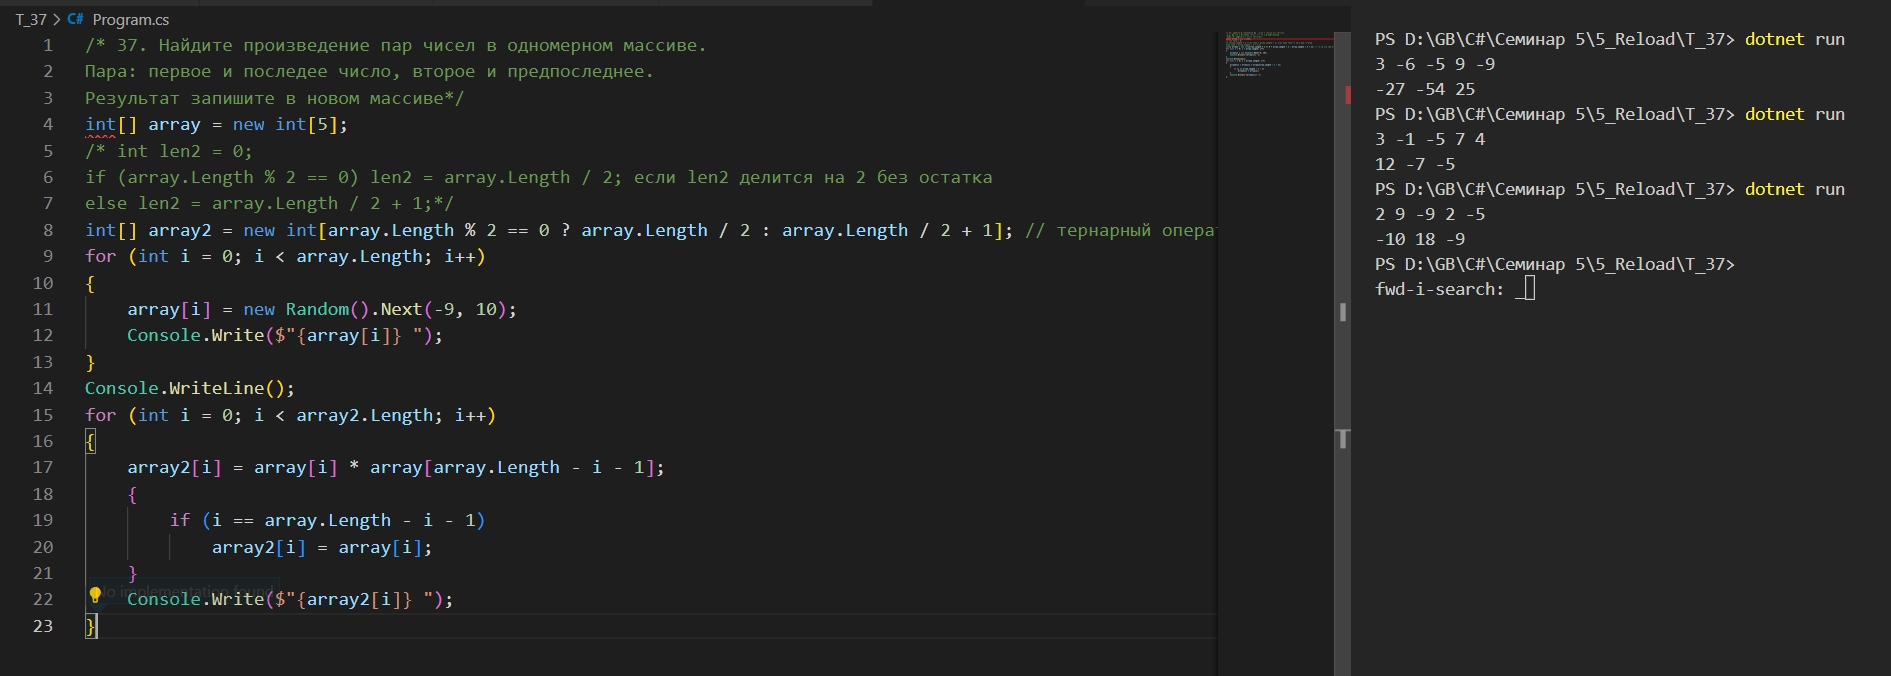 T_37 > C# Program.cs
1 /* 37. Найдите произведение пар чисел в одномерном массиве.
2 Пара: первое и последее число, второе и предпоследнее.
3 Результат запишите в новом массиве*/
4 int[] array = new int[5];
5 /* int len2 = 0;
6 if (array.Length % 2 == 0) len2 = array.Length / 2; если len2 делится на 2 без остатка
7 else len2 = array.Length / 2 + 1;*/
8 int[] array2 = new int[array.Length % 2 == 0 ? array.Length / 2 : array.Length / 2 + 1]; // тернарный опера
9 for (int i = 0; i < array.Length; i++)
10 {
11 array[i] = new Random().Next(-9, 10);
12 Console.Write($"{array[i]} ");
13 }
14 Console.WriteLine();
15 for (int i = 0; i < array2.Length; i++)
16 {
17 array2[i] = array[i] * array[array.Length - i - 1];
18 {
19 if (i == array.Length - i - 1)
20 array2[i] = array[i];
21 }
22 Console.Write($"{array2[i]} ");
23 }
PS D:\GB\C#\Семинар 5\5_Reload\T_37> dotnet run
3 -6 -5 9 -9
-27 -54 25
PS D:\GB\C#\Семинар 5\5_Reload\T_37> dotnet run
3 -1 -5 7 4
12 -7 -5
PS D:\GB\C#\Семинар 5\5_Reload\T_37> dotnet run
2 9 -9 2 -5
-10 18 -9
PS D:\GB\C#\Семинар 5\5_Reload\T_37>
fwd-i-search: _